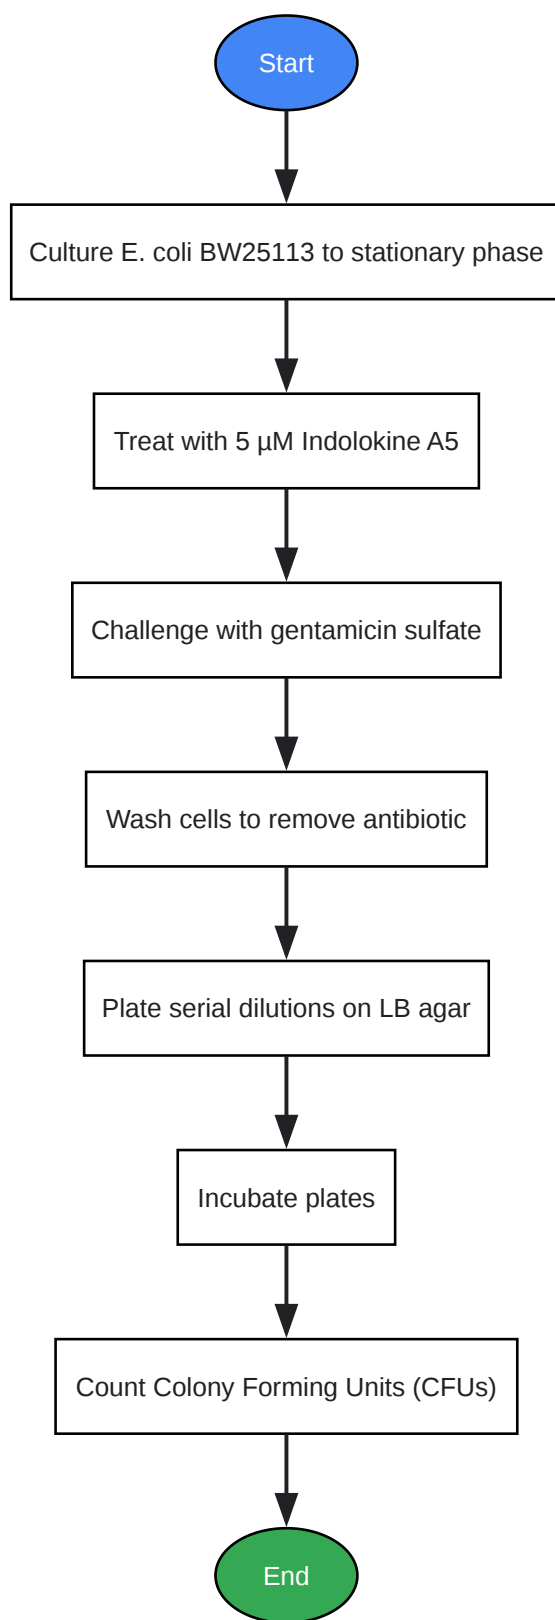 Start
Culture E. coli BW25113 to stationary phase
Treat with 5 µM Indolokine A5
Challenge with gentamicin sulfate
Wash cells to remove antibiotic
Plate serial dilutions on LB agar
Incubate plates
Count Colony Forming Units (CFUs)
End